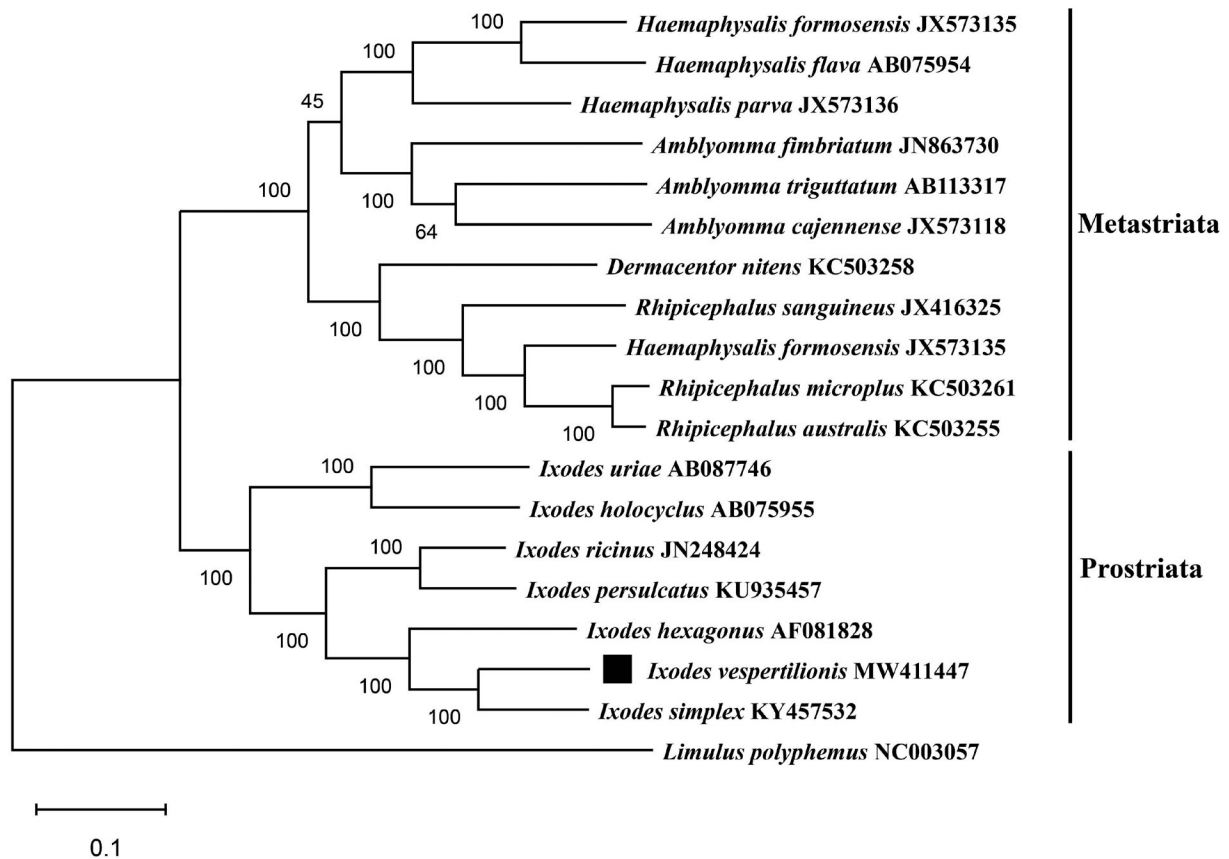 100
Haemaphysalis formosensis JX573135
100
Haemaphysalis flava AB075954
45
Haemaphysalis parva JX573136
Amblyomma fimbriatum JN863730
100
100
Amblyomma triguttatum AB113317
64
Amblyomma cajennense JX573118
Metastriata
Dermacentor nitens KC503258
100
Rhipicephalus sanguineus JX416325
100
Haemaphysalis formosensis JX573135
100
Rhipicephalus microplus KC503261
100
Rhipicephalus australis KC503255
100
Ixodes uriae AB087746
Ixodes holocyclus AB075955
100
100
Ixodes ricinus JN248424
Prostriata
Ixodes persulcatus KU935457
100
Ixodes hexagonus AF081828
100
Ixodes vespertilionis MW411447
100
Ixodes simplex KY457532
Limulus polyphemus NC003057
0.1